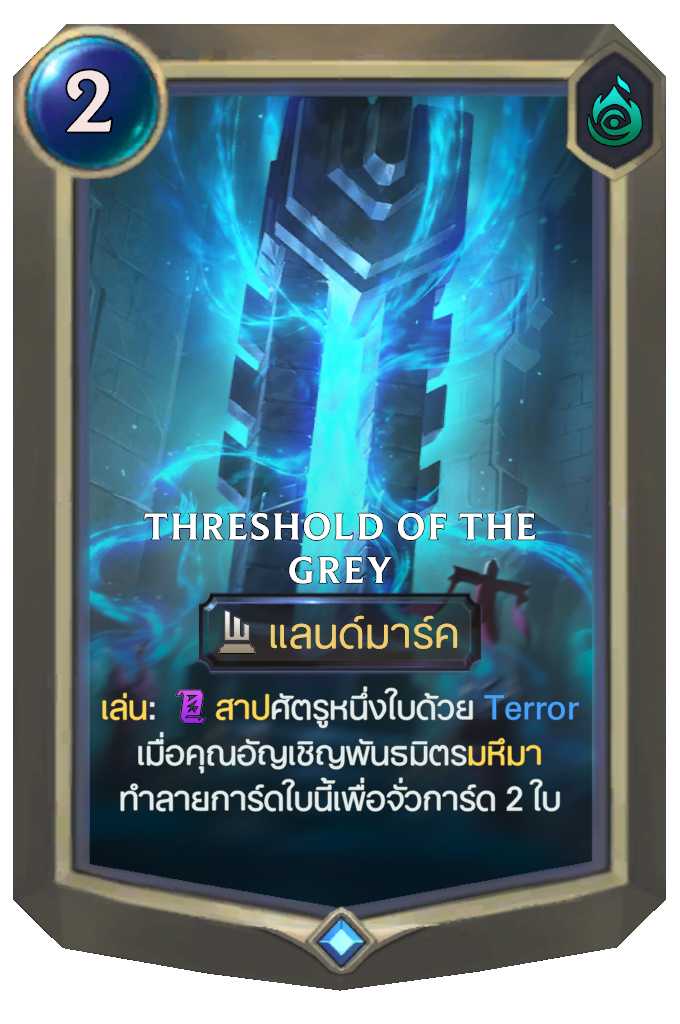 2
THRESHOLD OF THE
GREY
แลนด์มาร์ค
เล่น: สาปศัตรูหนึ่งใบด้วย Terror
เมื่อคุณอัญเชิญพันธมิตรมหึมา
ทำลายการ์ดใบนี้เพื่อจั่วการ์ด 2 ใบ